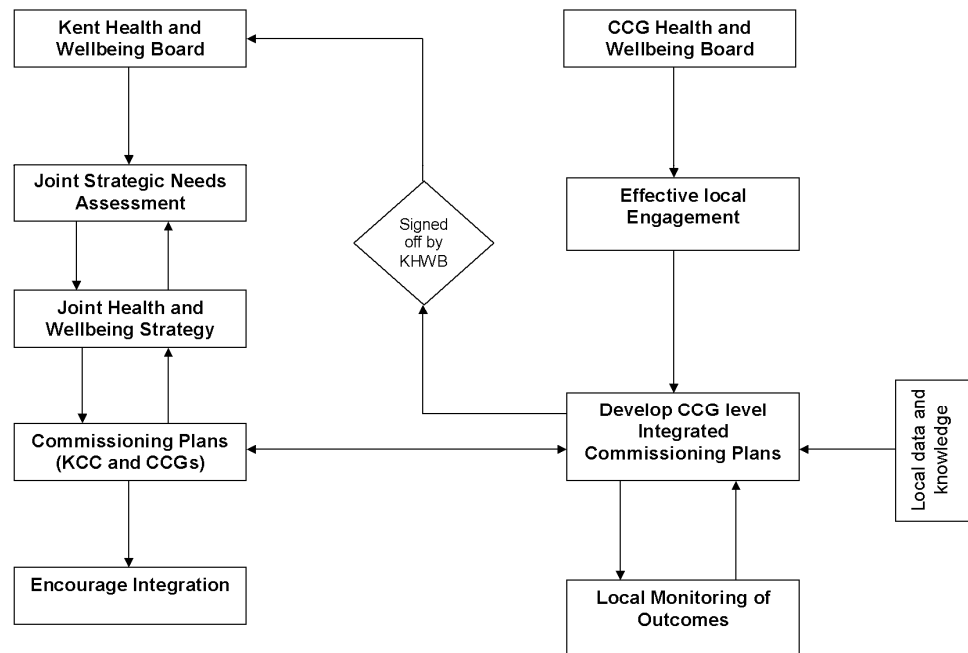 Kent Health and
Wellbeing Board
CCG Health and
Wellbeing Board
Joint Strategic Needs
Assessment
Effective local
Engagement
Signed
off by
KHWB
Joint Health and
Wellbeing Strategy
Commissioning Plans
(KCC and CCGs)
Develop CCG level
Integrated
Commissioning Plans
Local data and
knowledge
Encourage Integration
Local Monitoring of
Outcomes